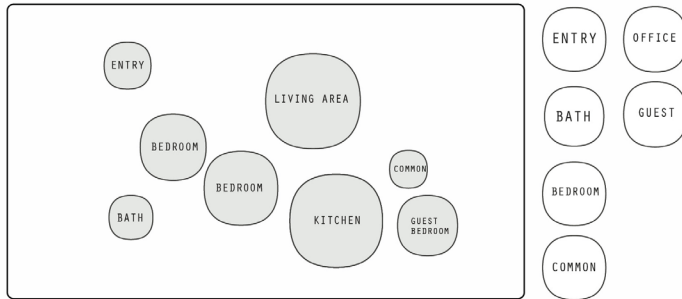 ENTRY
LIVING AREA
BEDROOM
BEDROOM
COMMON
BATH
KITCHEN
GUEST
BEDROOM
ENTRY
OFFICE
BATH
GUEST
BEDROOM
COMMON